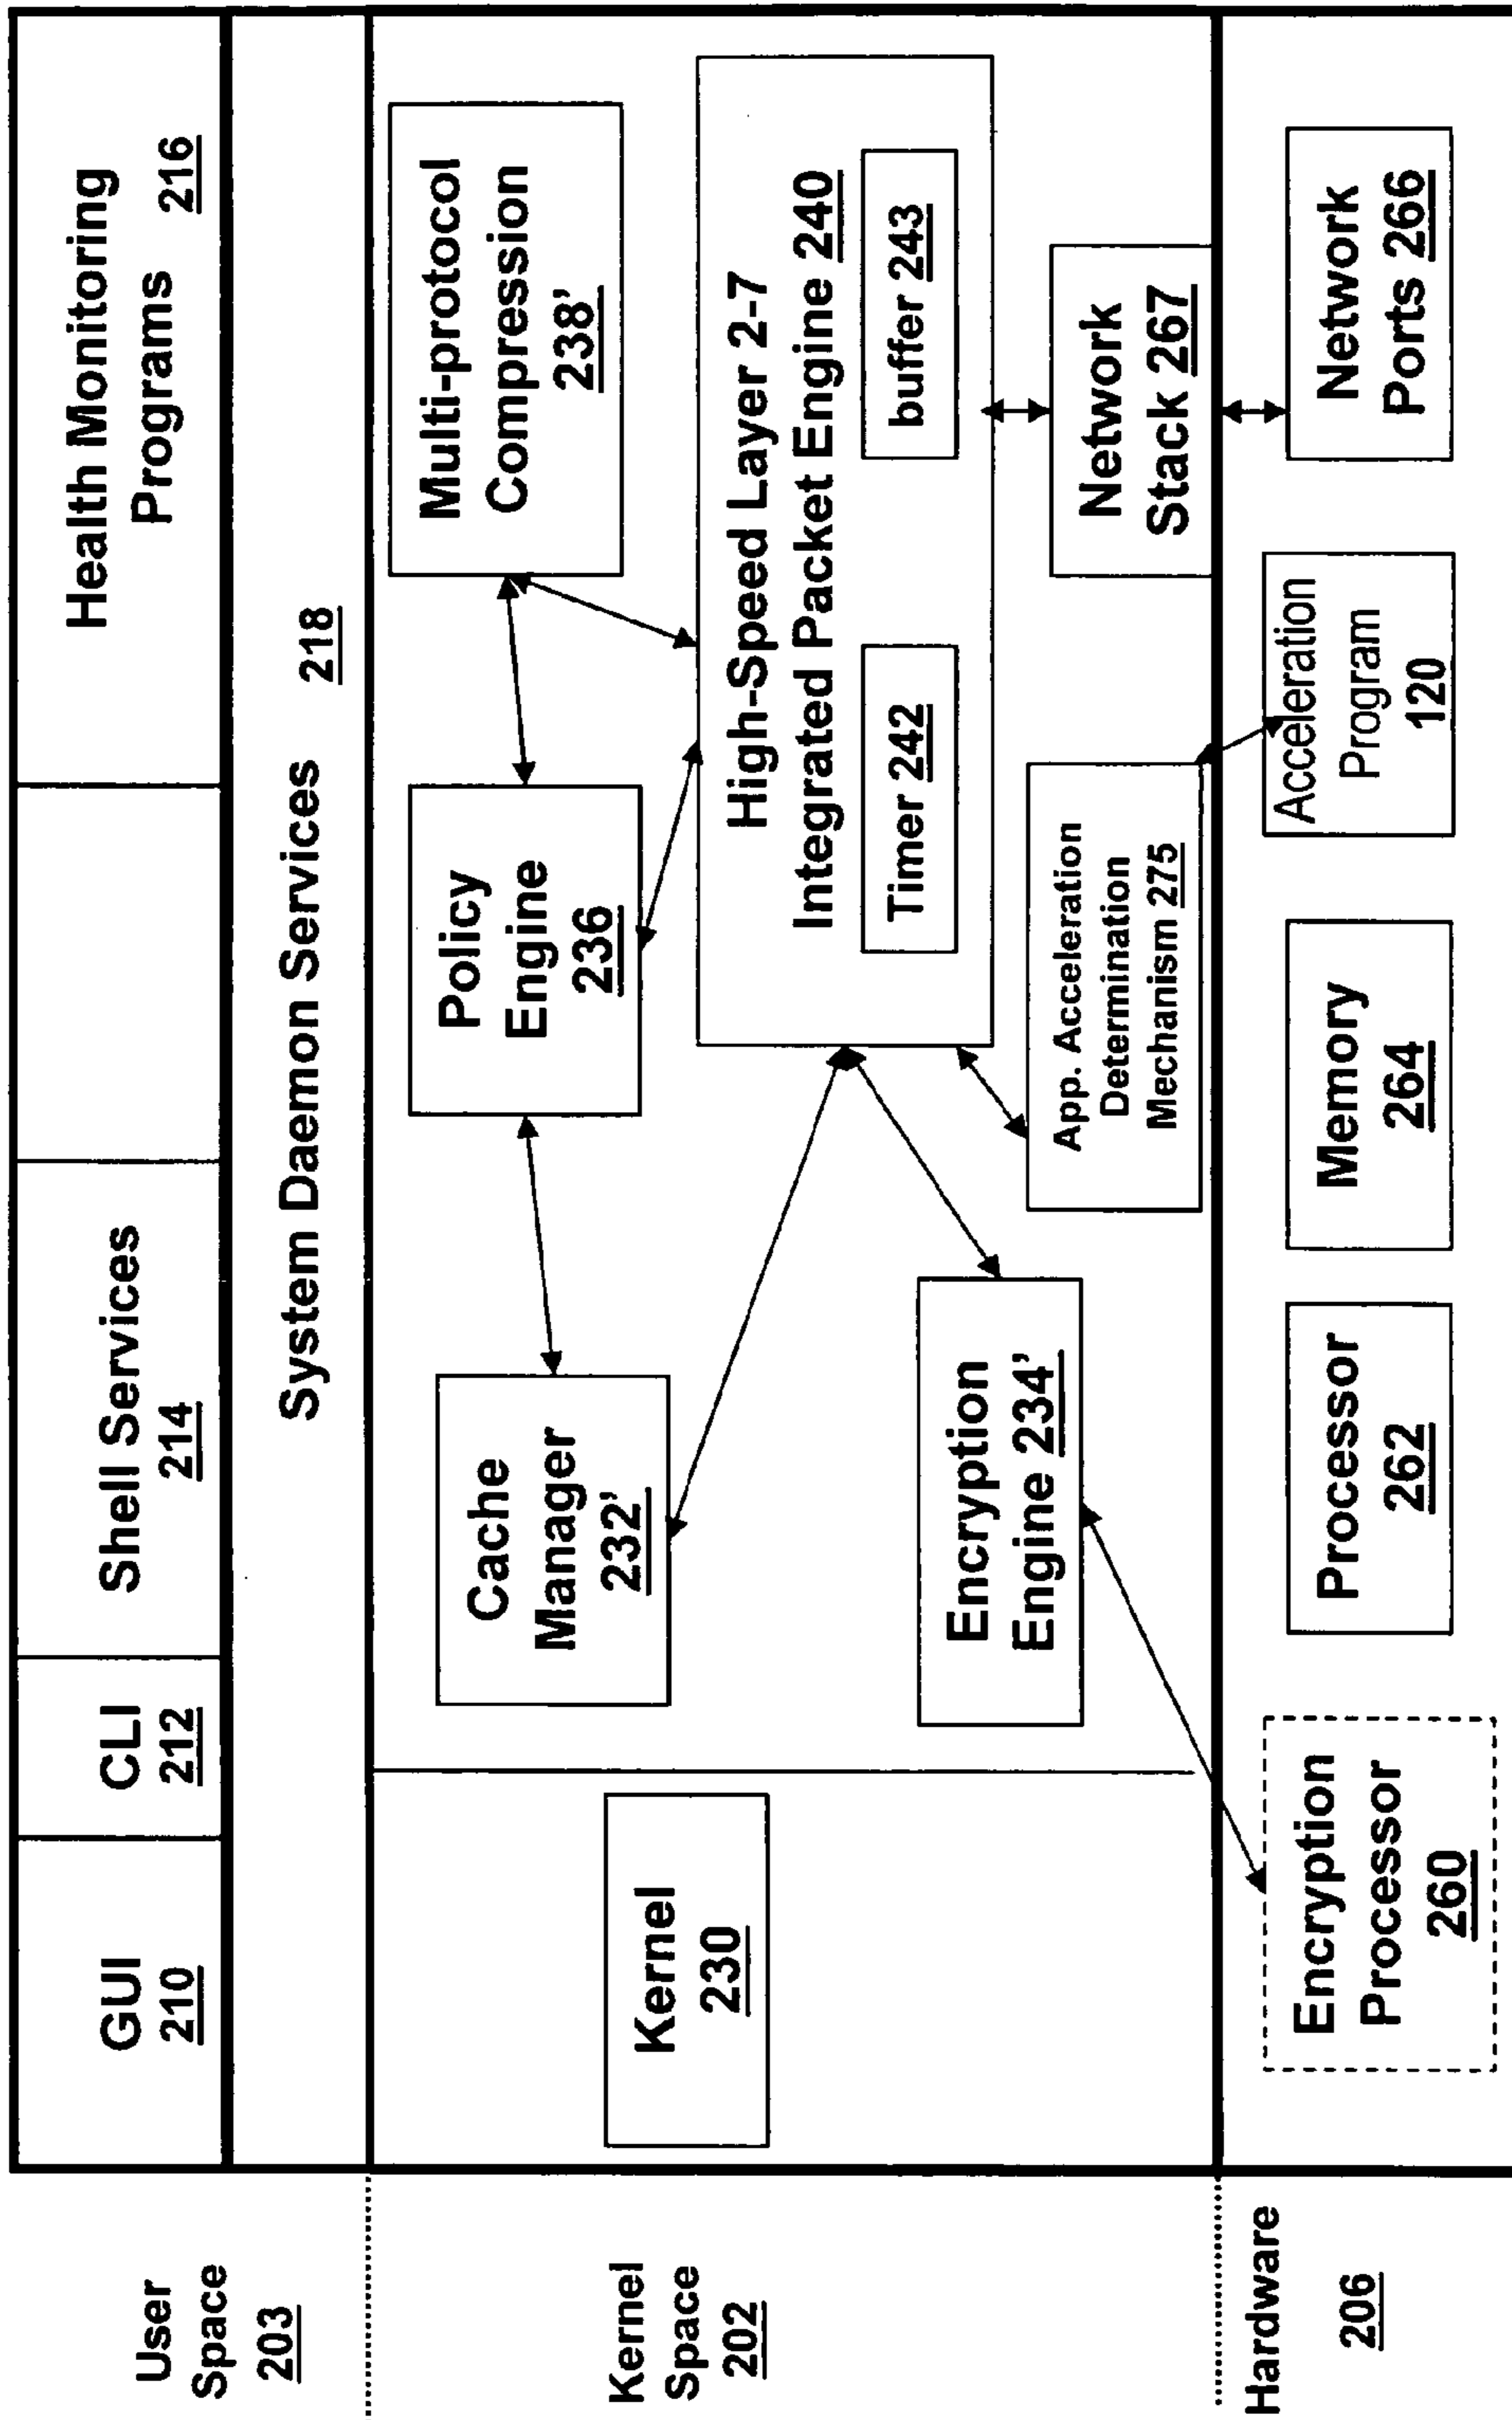 User
Space
203
GUI
210
CLI
212
Shell Services
214
Health Monitoring
Programs 216
System Daemon Services 218
Kernel
Space
202
Kernel
230
Cache
Manager
232'
Policy
Engine
236
Multi-protocol
Compression
238'
High-Speed Layer 2-7
Integrated Packet Engine 240
Timer 242
buffer 243
Encryption
Engine 234'
App. Acceleration
Determination
Mechanism 275
Network
Stack 267
Hardware
206
Encryption
Processor
260
Processor
262
Memory
264
Acceleration
Program
120
Network
Ports 266